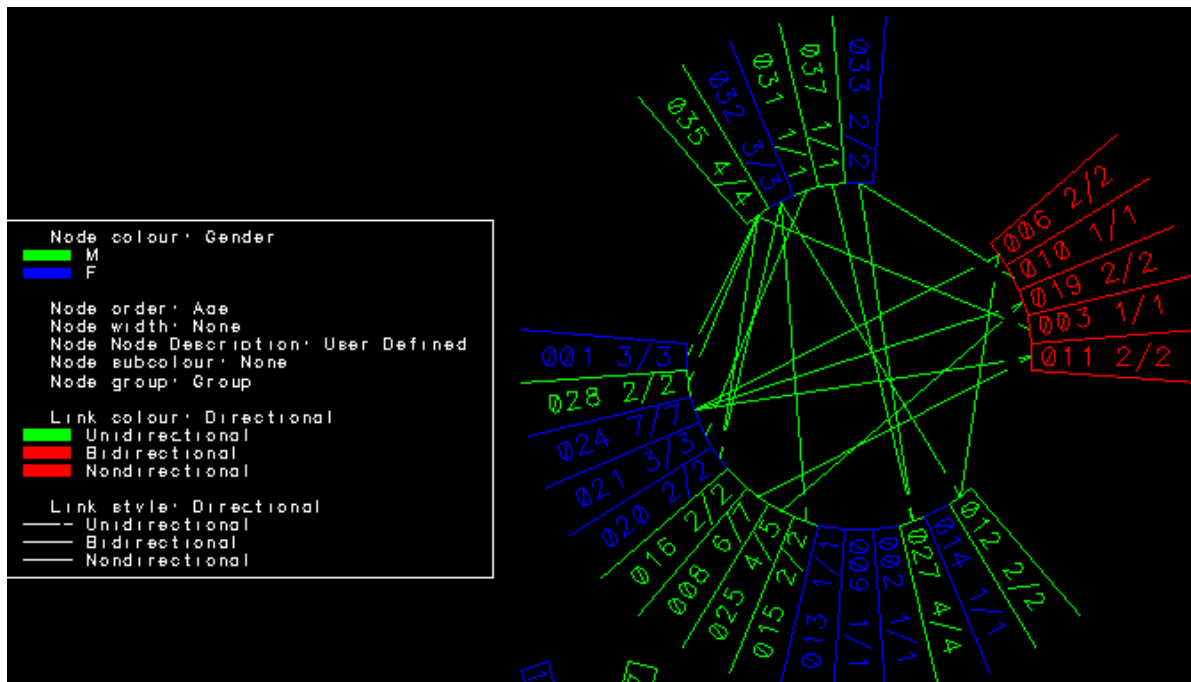 Node colour: Gender
M
F
Node order: Age
Node width: None
Node Node Description: User Defined
Node subcolour: None
Node group: Group
Link colour: Directional
Unidirectional
Bidirectional
Nondirectional
Link style: Directional
Unidirectional
Bidirectional
Nondirectional
035 4/4
032 3/3
031 1/1
037 1/1
033 2/2
006 2/2
010 1/1
019 2/2
003 1/1
011 2/2
001 3/3
028 2/2
024 7/7
021 3/3
020 2/2
016 2/2
008 6/7
025 4/5
015 2/2
013 1/1
009 1/1
002 1/1
027 4/4
014 1/1
012 2/2